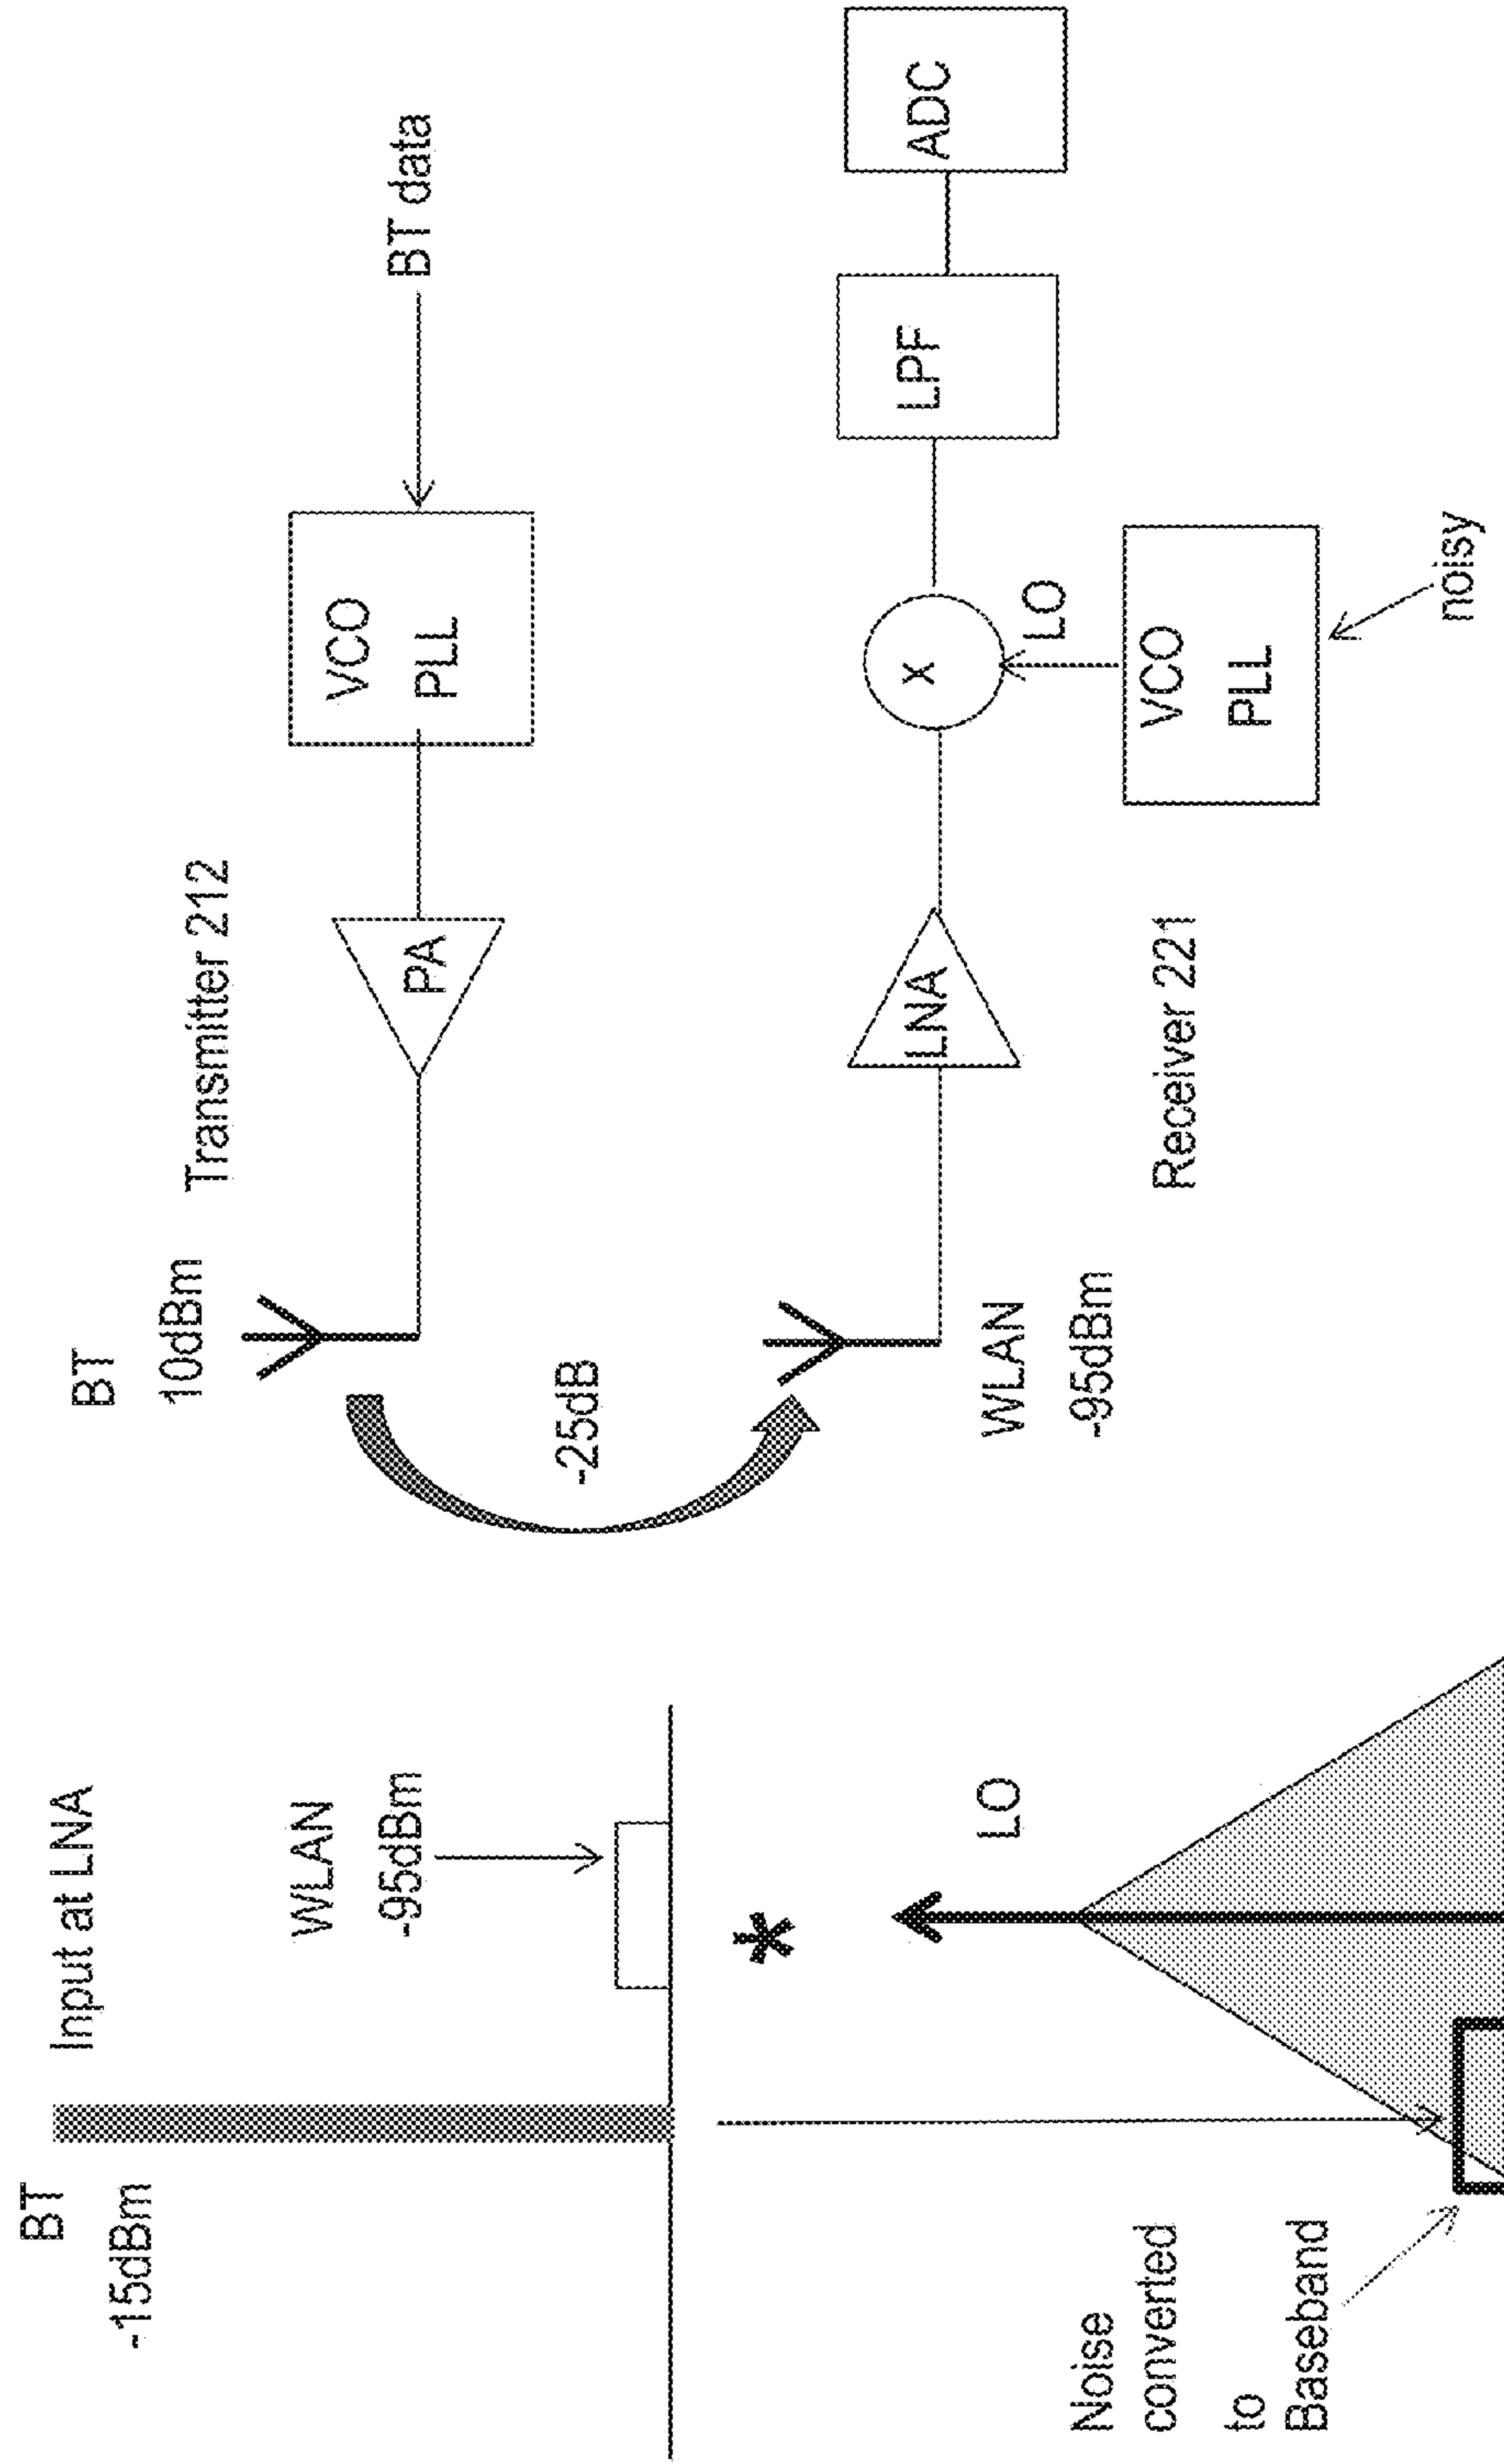 BT
-15dBm
Input at LNA
WLAN
-95dBm
*
LO
Noise
converted
to
Baseband
BT
10dBm
Transmitter 212
PA
VCO
PLL
BT data
-25dB
WLAN
-95dBm
LNA
Receiver 221
X
LO
VCO
PLL
noisy
LPF
ADC